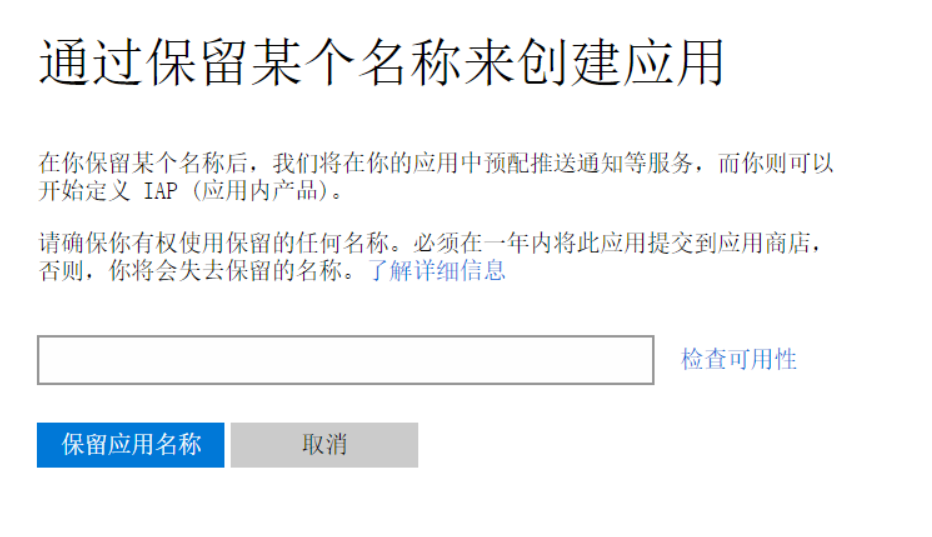 通过保留某个名称来创建应用
在你保留某个名称后，我们将在你的应用中预配推送通知等服务，而你则可以
开始定义 IAP (应用内产品)。
请确保你有权使用保留的任何名称。必须在一年内将此应用提交到应用商店，
否则，你将会失去保留的名称。了解详细信息
检查可用性
保留应用名称 取消